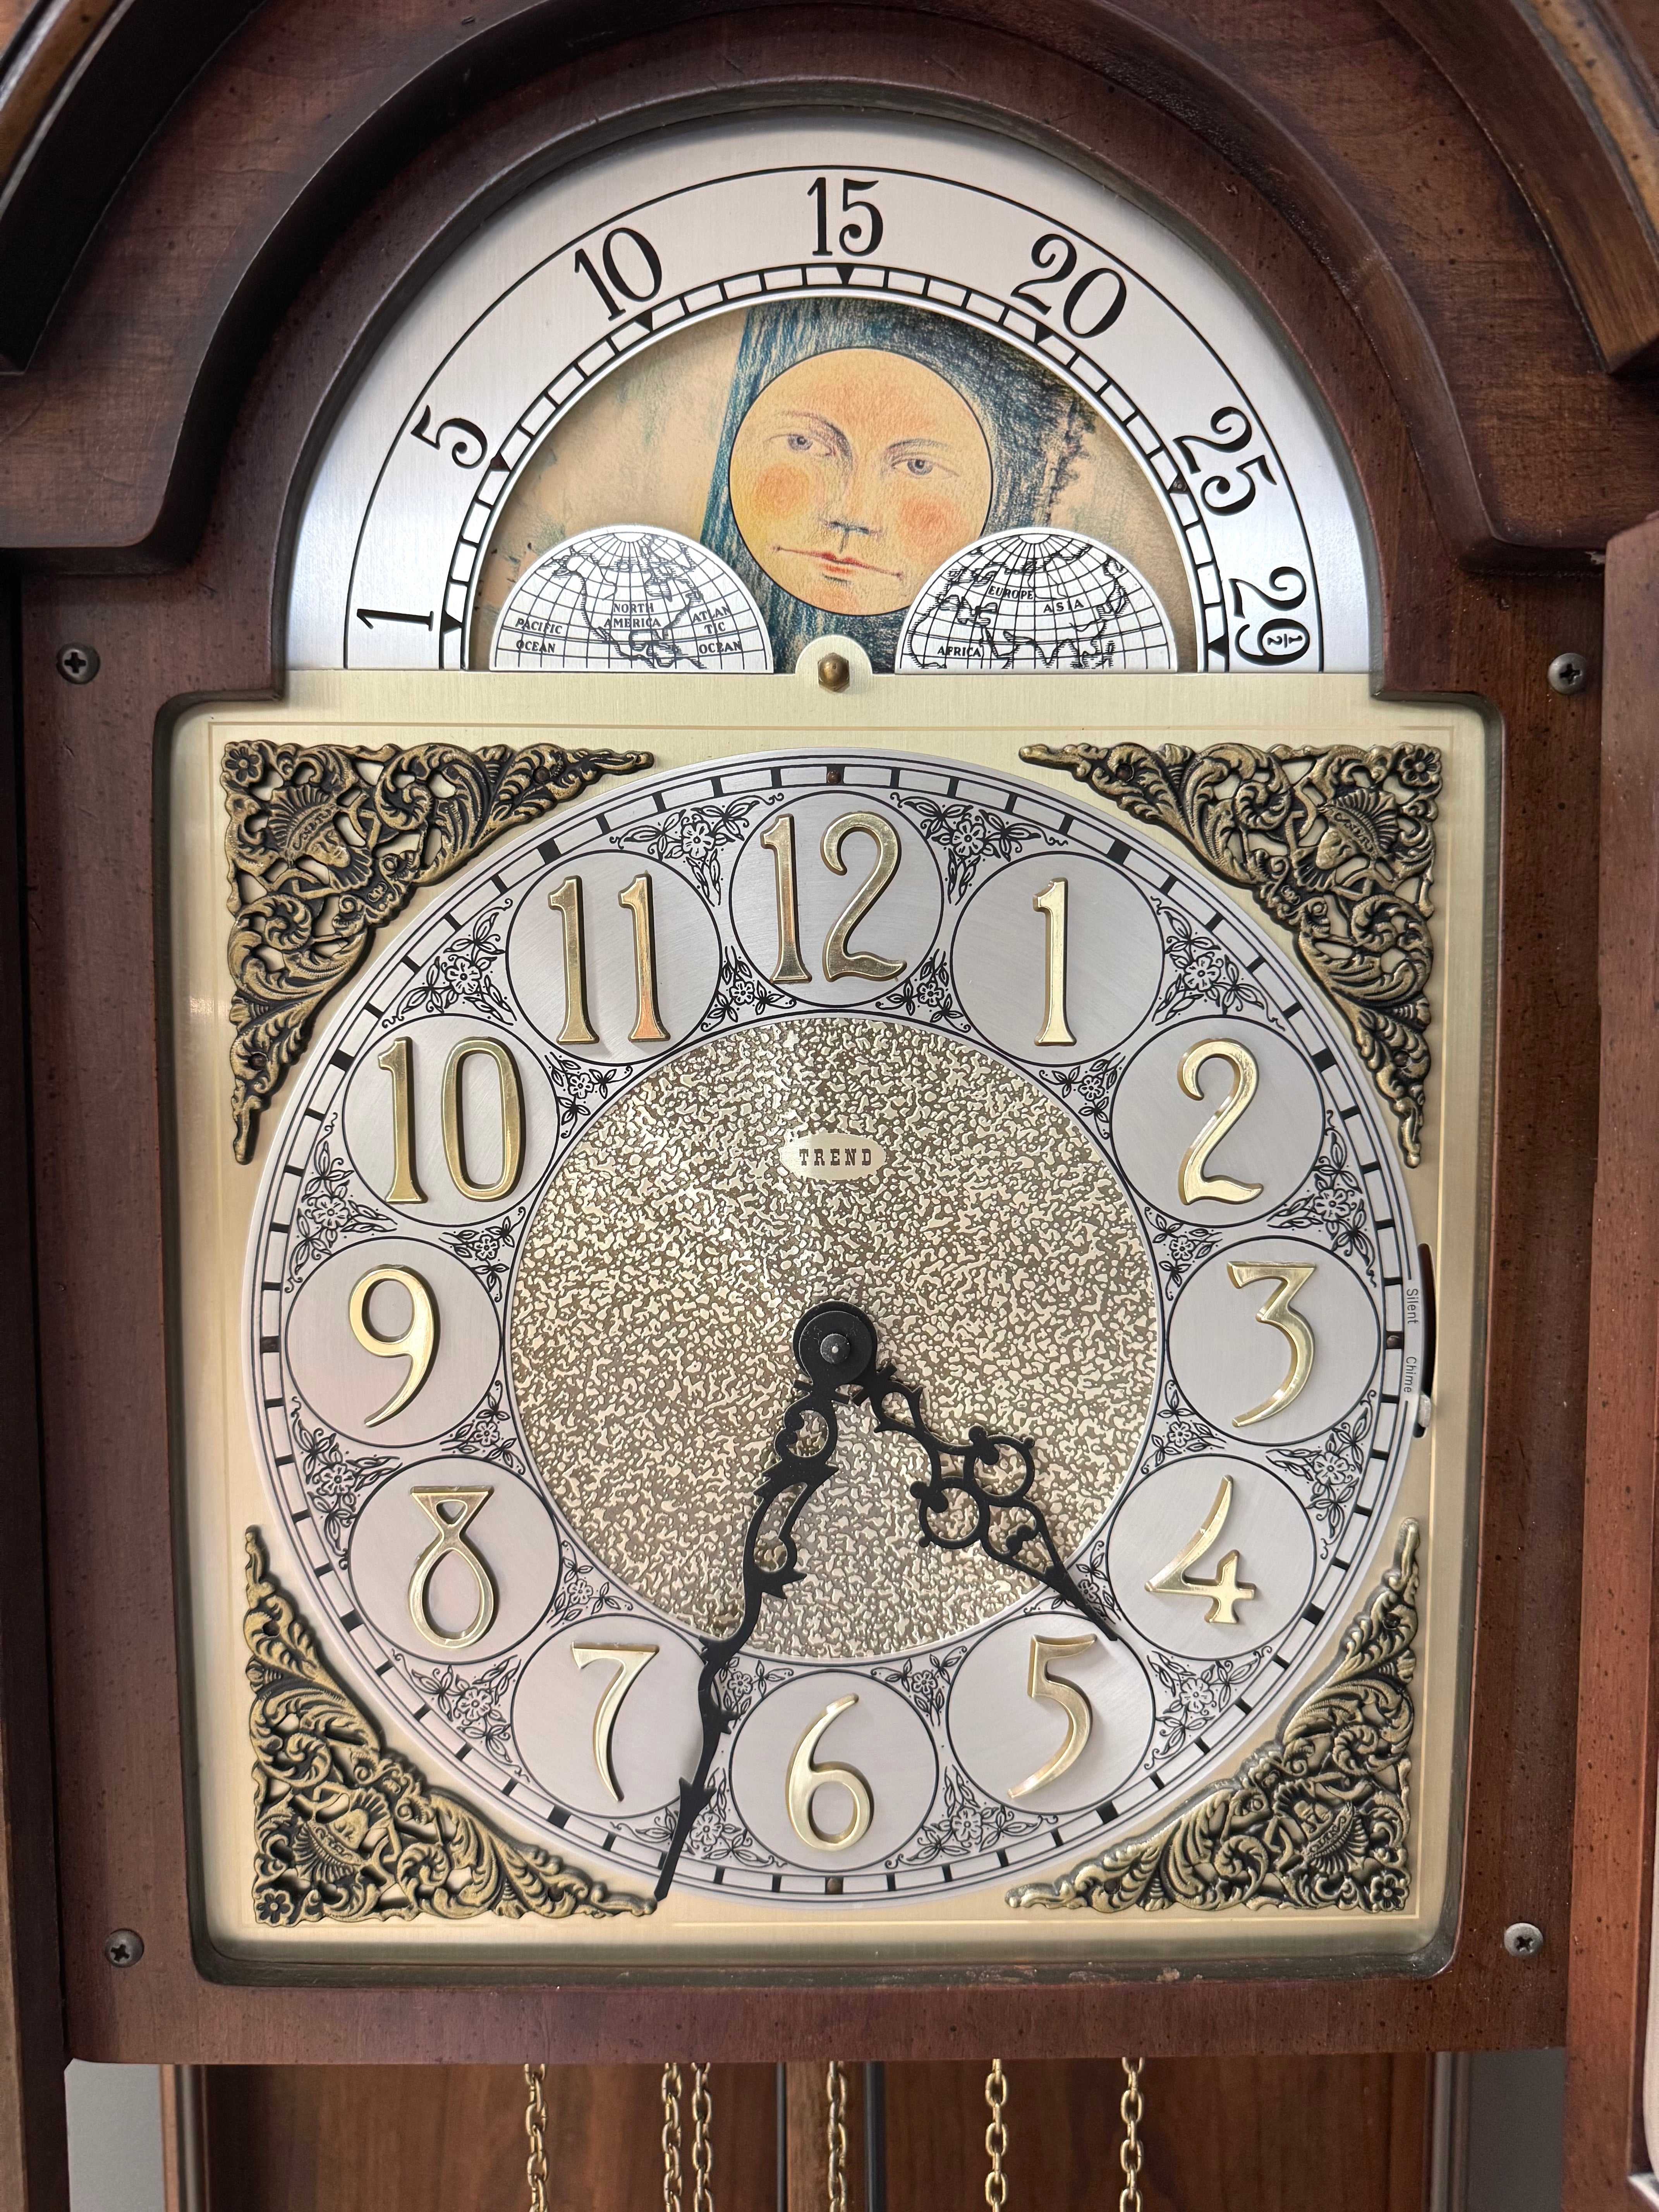 1 5 10 15 20 25 29½
NORTH
AMERICA
PACIFIC
OCEAN
ATLAN
TIC
OCEAN
EUROPE
ASIA
AFRICA
12
11 1
10 2
TREND
9 3
Silent Chime
8 4
7 5
6